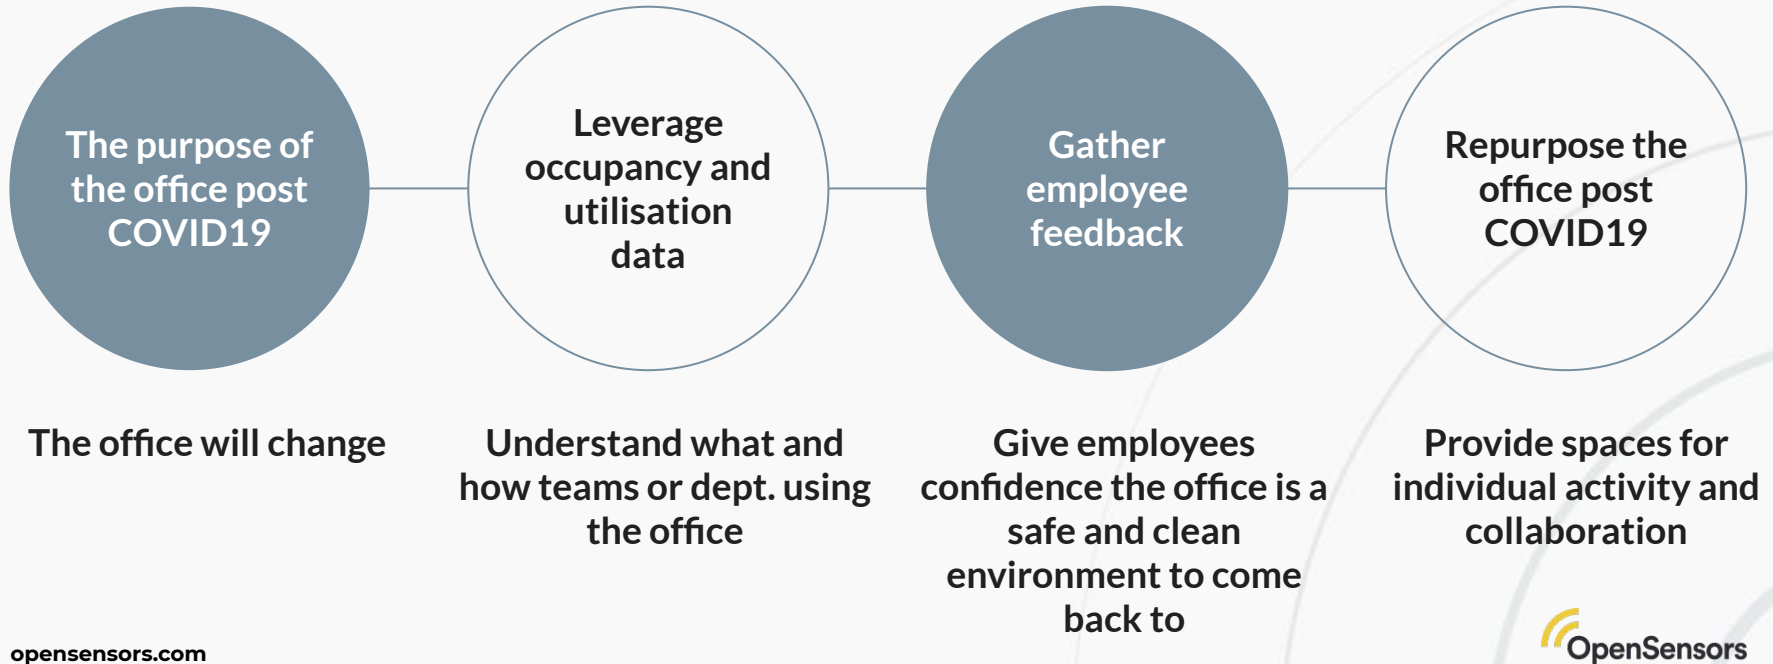 The purpose of
the office post
COVID19
Leverage
occupancy and
utilisation
data
Gather
employee
feedback
Repurpose the
office post
COVID19
The office will change
Understand what and
how teams or dept. using
the office
Give employees
confidence the office is a
safe and clean
environment to come
back to
Provide spaces for
individual activity and
collaboration
opensensors.com
OpenSensors